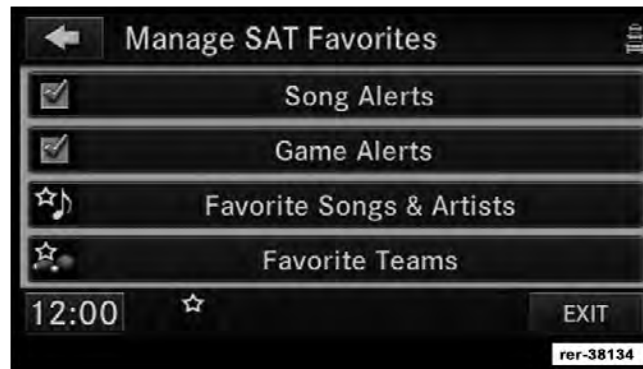 Manage SAT Favorites
Song Alerts
Game Alerts
Favorite Songs & Artists
Favorite Teams
12:00 EXIT
rer-38134